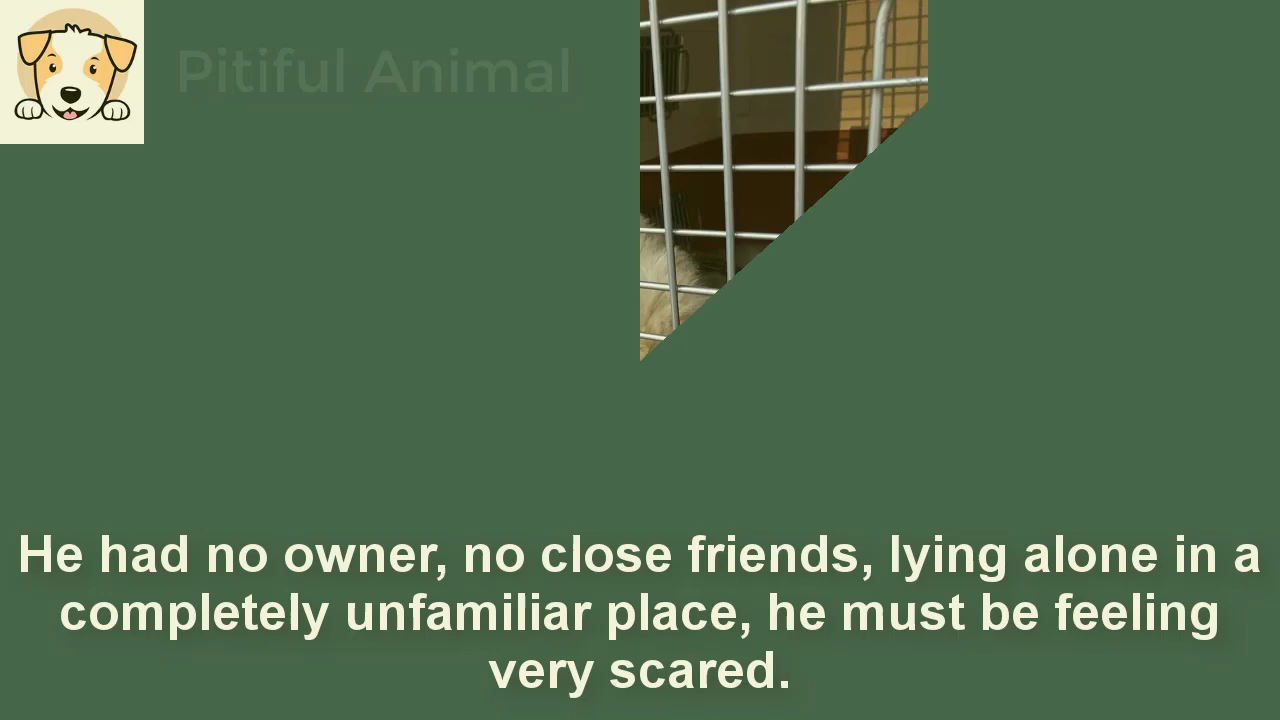 Pitiful Animal
He had no owner, no close friends, lying alone in a
completely unfamiliar place, he must be feeling
very scared.